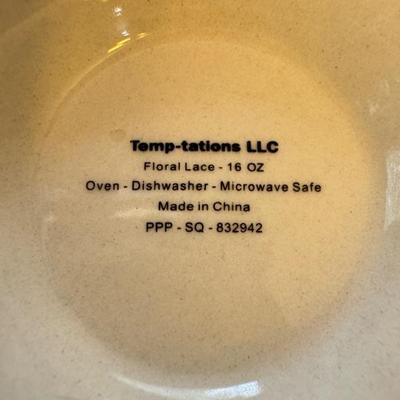 Temp-tations LLC
Floral Lace - 16 OZ
Oven - Dishwasher - Microwave Safe
Made in China
PPP - SQ - 832942